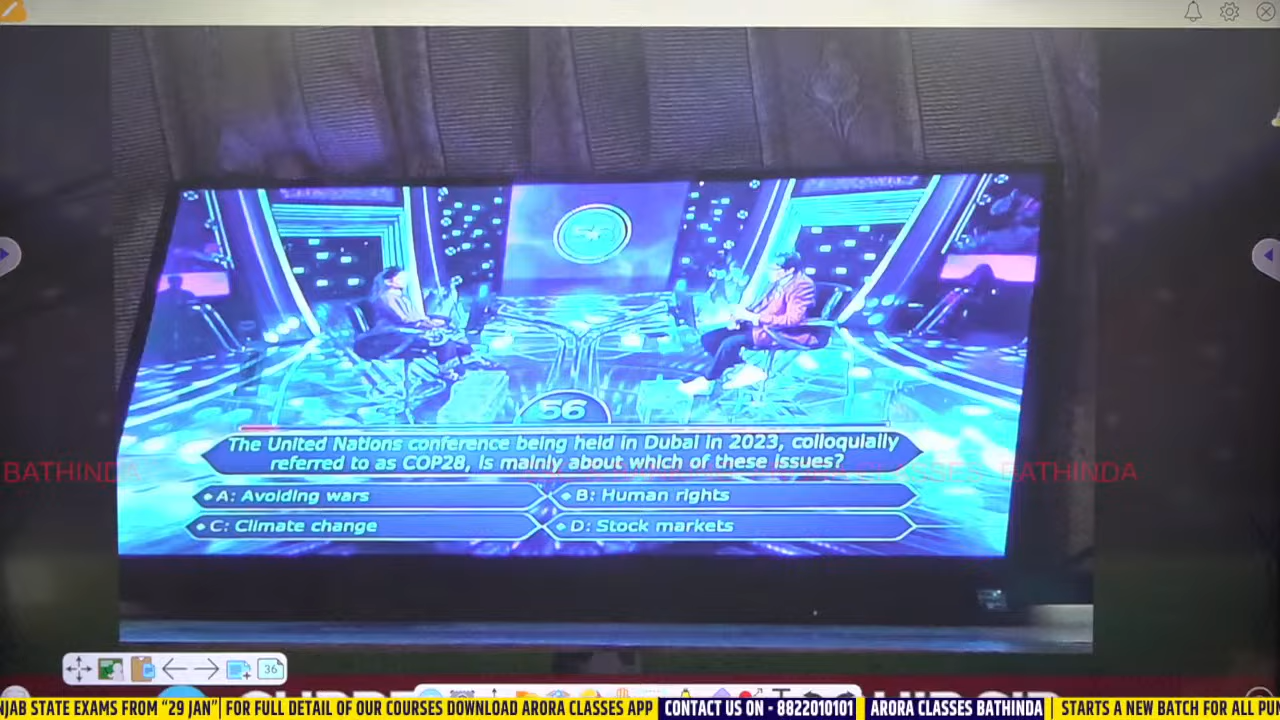 56
The United Nations conference being held in Dubai in 2023, colloquially
referred to as COP28, is mainly about which of these issues?
BATHINDA
BATHINDA
A: Avoiding wars
B: Human rights
C: Climate change
D: Stock markets
36
NJAB STATE EXAMS FROM “29 JAN” FOR FULL DETAIL OF OUR COURSES DOWNLOAD ARORA CLASSES APP CONTACT US ON - 8822010101 ARORA CLASSES BATHINDA STARTS A NEW BATCH FOR ALL PUN